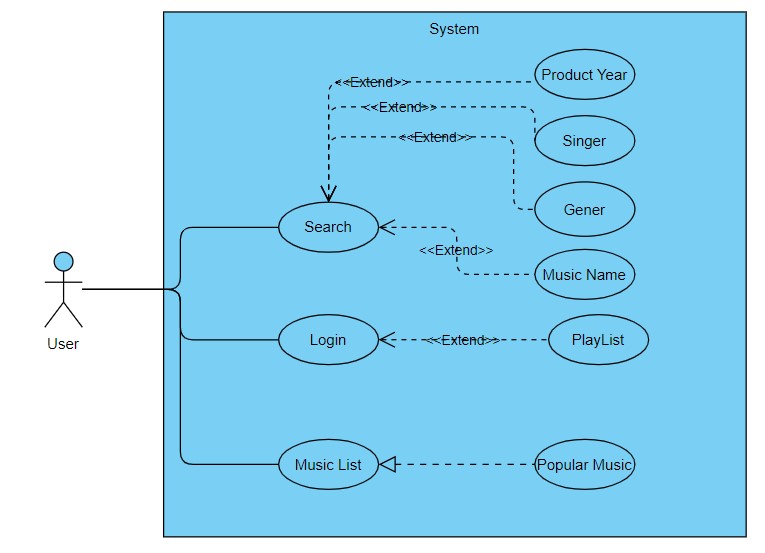 System
Product Year
<<Extend>>
<<Extend>>
Singer
<<Extend>>
Gener
Search
<<Extend>>
Music Name
User
Login
<<Extend>>
PlayList
Music List
Popular Music